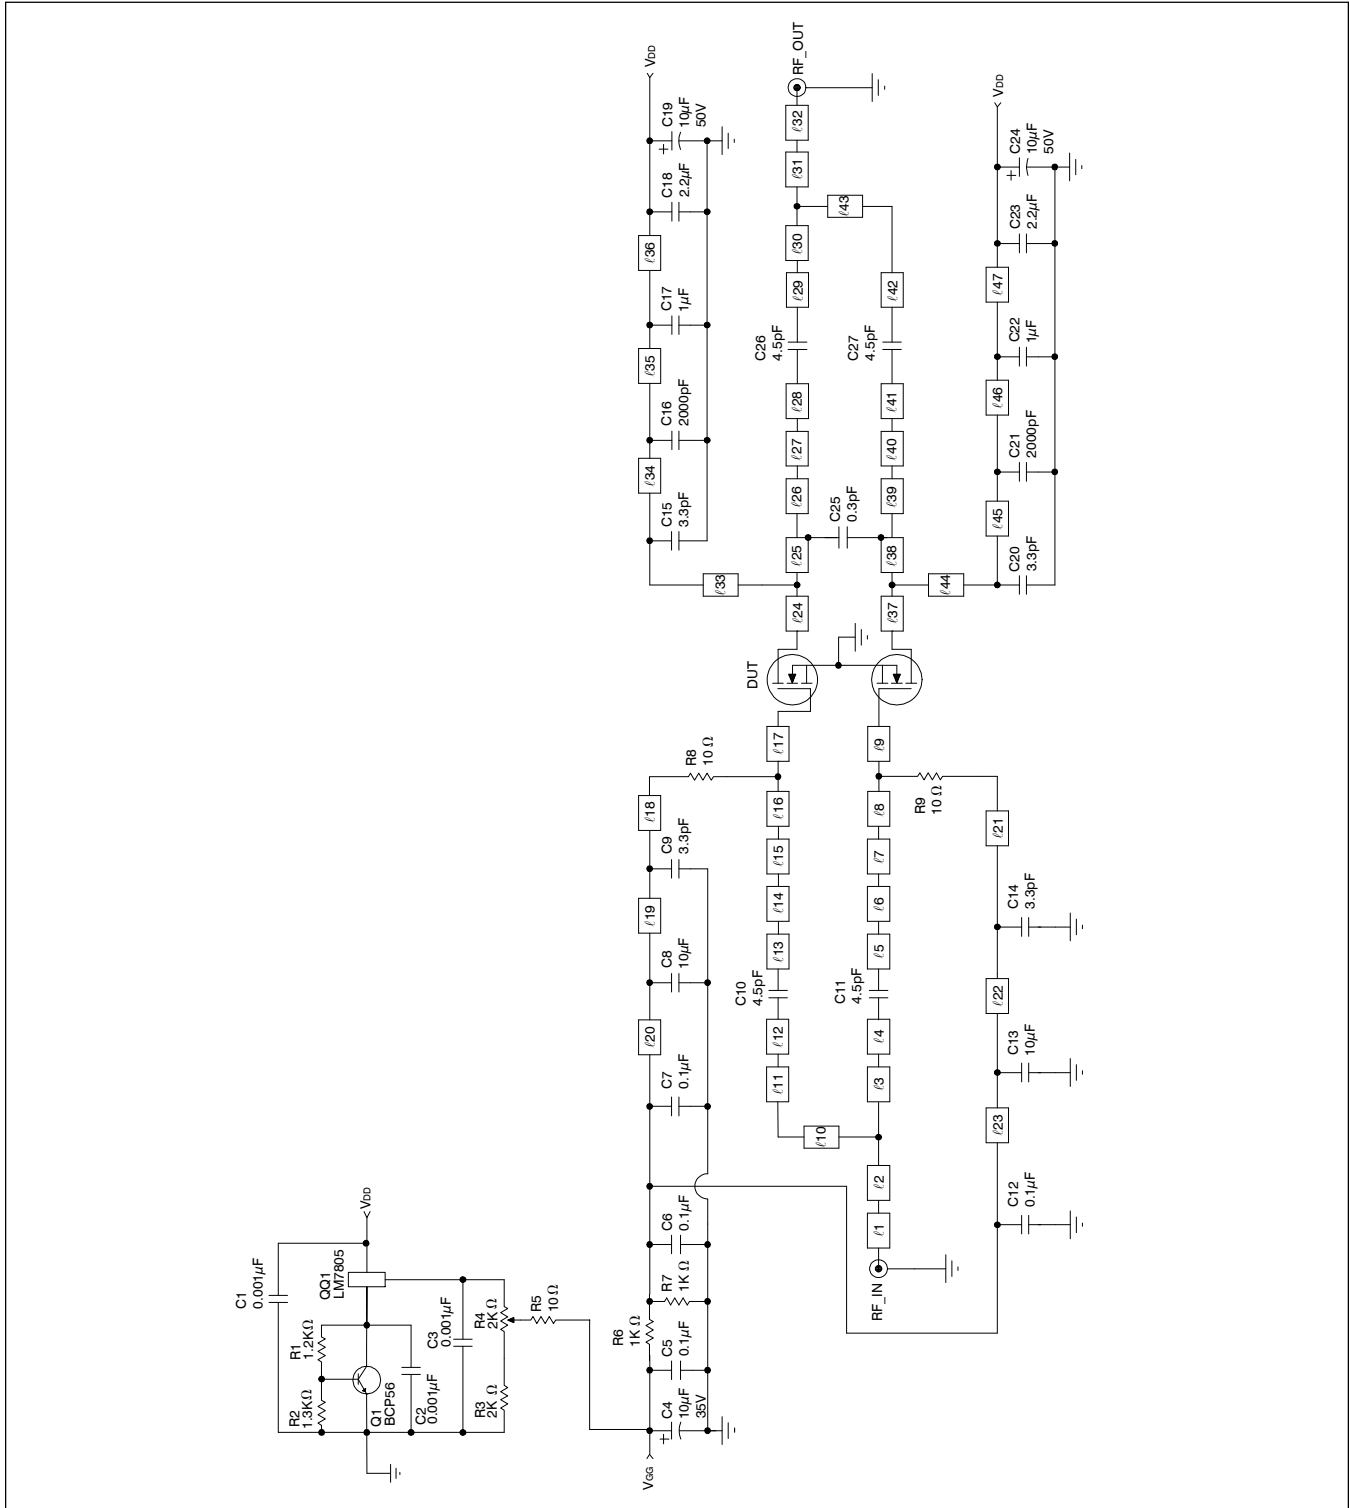 C1
0.001µF
QQ1
LM7805
VDD
R1
1.2KΩ
R2
1.3KΩ
Q1
BCP56
C2
0.001µF
C3
0.001µF
R4
2KΩ
R3
2KΩ
R5
10Ω
VGG
C4
10µF
35V
+
C5
0.1µF
R6
1KΩ
R7
1KΩ
C6
0.1µF
C7
0.1µF
ℓ20
C8
10µF
ℓ19
C9
3.3pF
ℓ18
R8
10Ω
RF_IN
ℓ1
ℓ2
ℓ10
ℓ11
ℓ12
C10
4.5pF
ℓ13
ℓ14
ℓ15
ℓ16
ℓ17
ℓ3
ℓ4
C11
4.5pF
ℓ5
ℓ6
ℓ7
ℓ8
ℓ9
R9
10Ω
C12
0.1µF
ℓ23
C13
10µF
ℓ22
C14
3.3pF
ℓ21
DUT
VDD
C19
10µF
50V
+
C18
2.2µF
ℓ36
C17
1µF
ℓ35
C16
2000pF
ℓ34
C15
3.3pF
ℓ33
RF_OUT
ℓ32
ℓ31
ℓ43
ℓ30
ℓ29
C26
4.5pF
ℓ28
ℓ27
ℓ26
ℓ25
ℓ24
C25
0.3pF
ℓ42
C27
4.5pF
ℓ41
ℓ40
ℓ39
ℓ38
ℓ37
ℓ44
VDD
C24
10µF
50V
+
C23
2.2µF
ℓ47
C22
1µF
ℓ46
C21
2000pF
ℓ45
C20
3.3pF